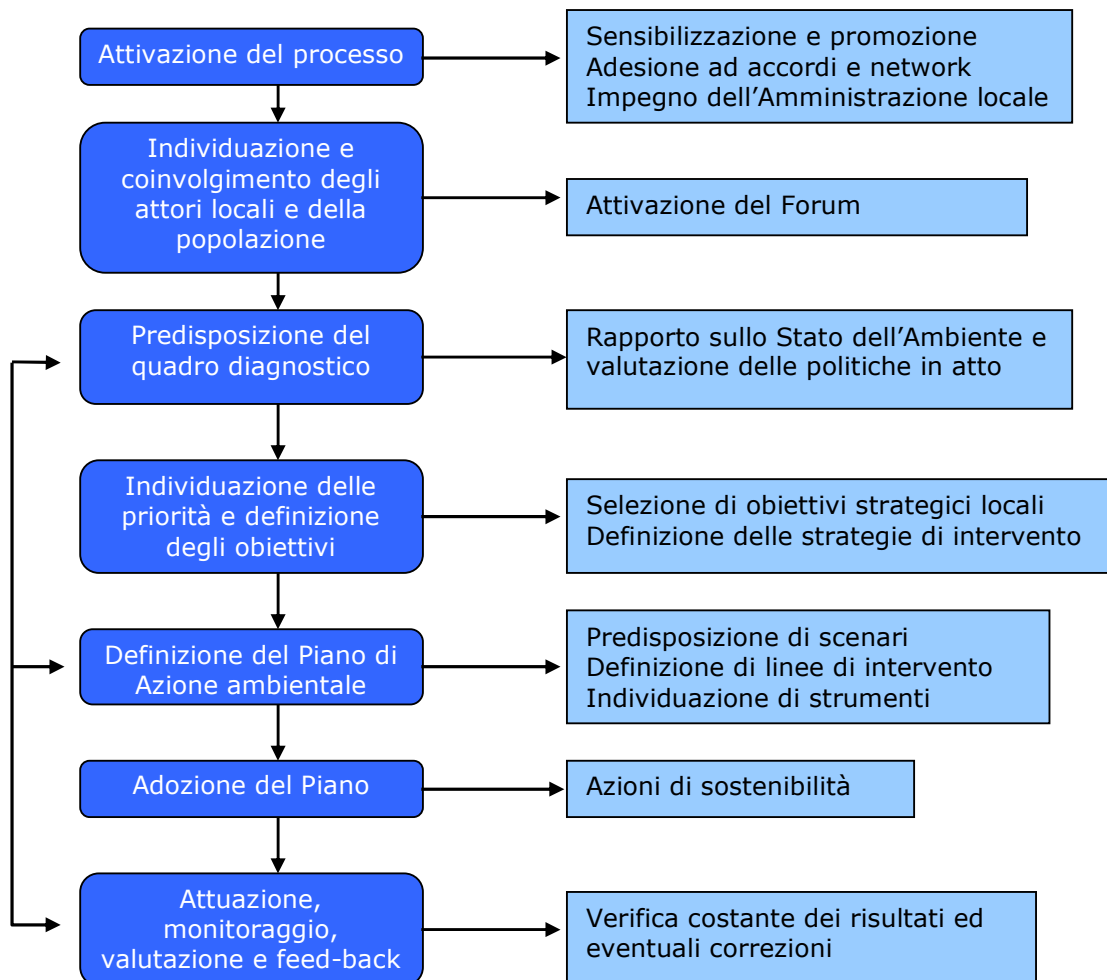 Attivazione del processo
Sensibilizzazione e promozione
Adesione ad accordi e network
Impegno dell’Amministrazione locale
Individuazione e
coinvolgimento degli
attori locali e della
popolazione
Attivazione del Forum
Predisposizione del
quadro diagnostico
Rapporto sullo Stato dell’Ambiente e
valutazione delle politiche in atto
Individuazione delle
priorità e definizione
degli obiettivi
Selezione di obiettivi strategici locali
Definizione delle strategie di intervento
Definizione del Piano di
Azione ambientale
Predisposizione di scenari
Definizione di linee di intervento
Individuazione di strumenti
Adozione del Piano
Azioni di sostenibilità
Attuazione,
monitoraggio,
valutazione e feed-back
Verifica costante dei risultati ed
eventuali correzioni